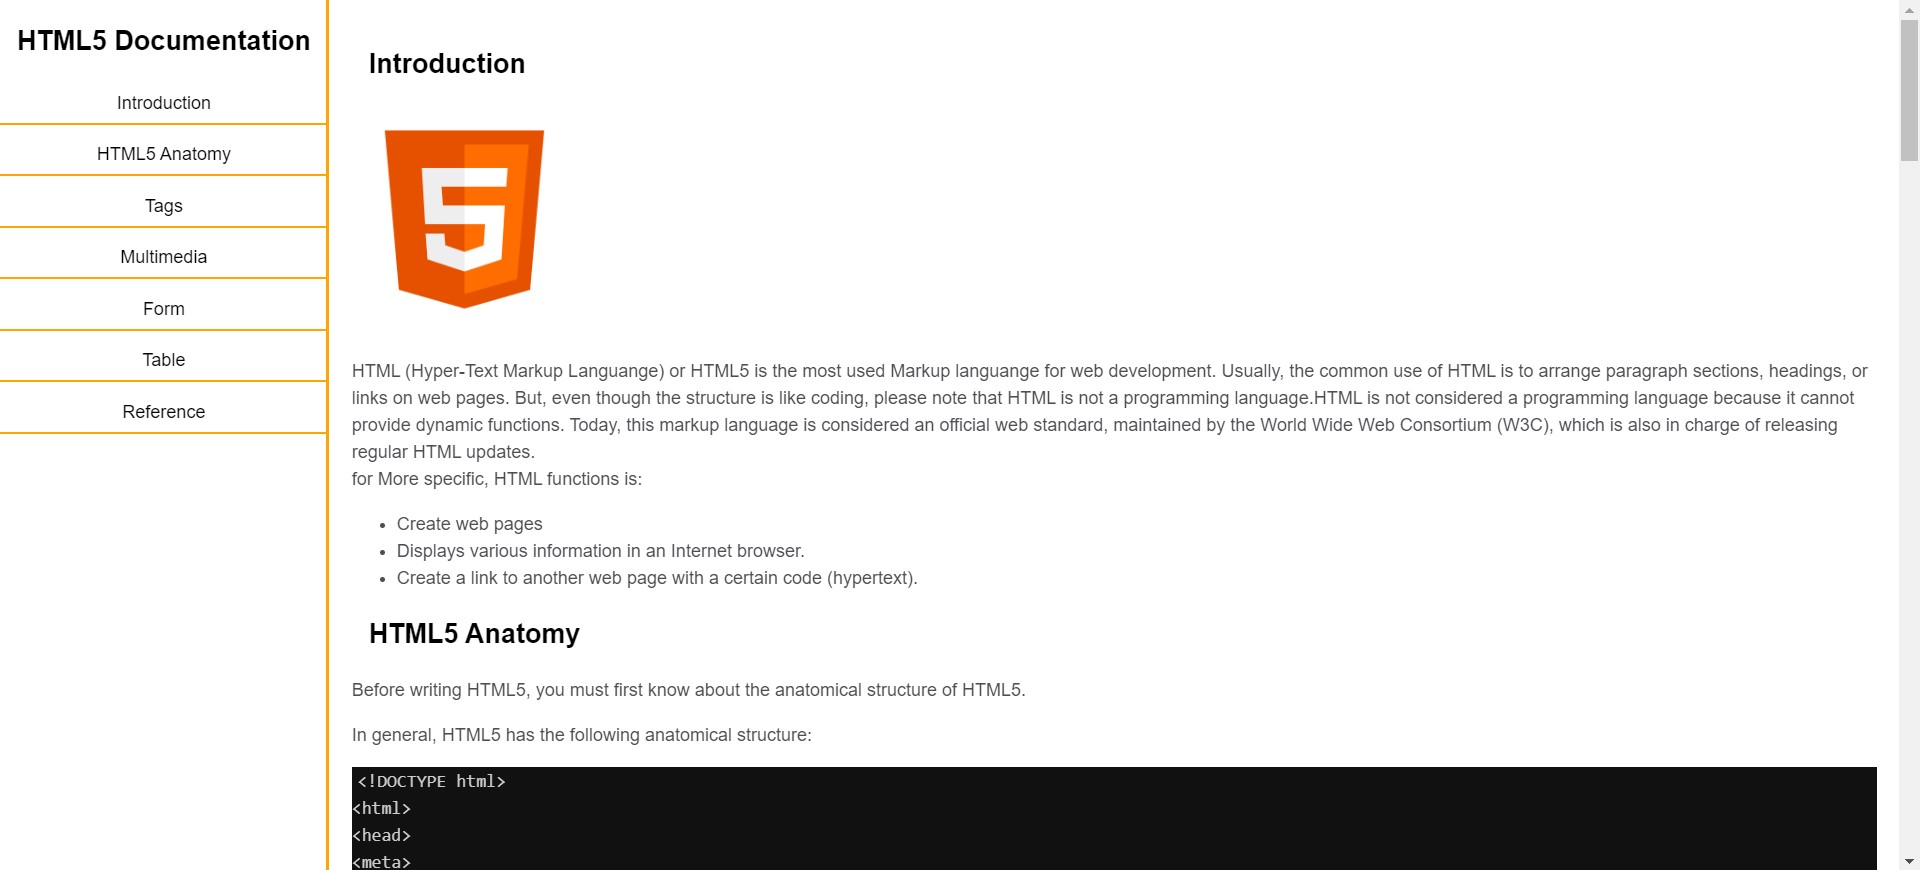 HTML5 Documentation
Introduction
HTML5 Anatomy
Tags
Multimedia
Form
Table
Reference
Introduction
5
HTML (Hyper-Text Markup Languange) or HTML5 is the most used Markup languange for web development. Usually, the common use of HTML is to arrange paragraph sections, headings, or
links on web pages. But, even though the structure is like coding, please note that HTML is not a programming language.HTML is not considered a programming language because it cannot
provide dynamic functions. Today, this markup language is considered an official web standard, maintained by the World Wide Web Consortium (W3C), which is also in charge of releasing
regular HTML updates.
for More specific, HTML functions is:
• Create web pages
• Displays various information in an Internet browser.
• Create a link to another web page with a certain code (hypertext).
HTML5 Anatomy
Before writing HTML5, you must first know about the anatomical structure of HTML5.
In general, HTML5 has the following anatomical structure:
<!DOCTYPE html>
<html>
<head>
<meta>